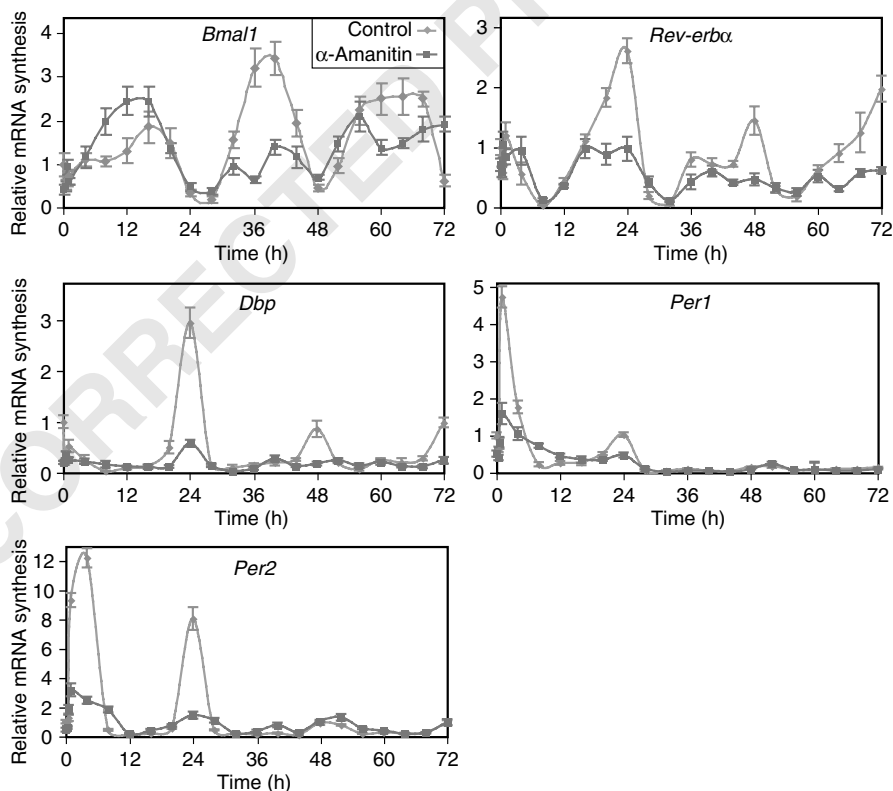 Relative mRNA synthesis
4
3
2
1
0
Bmal1
Control
α-Amanitin
0 12 24 36 48 60 72
Time (h)
3
2
1
0
Rev-erbα
0 12 24 36 48 60 72
Time (h)
Relative mRNA synthesis
3
2
1
0
Dbp
0 12 24 36 48 60 72
Time (h)
5
4
3
2
1
0
Per1
0 12 24 36 48 60 72
Time (h)
Relative mRNA synthesis
12
10
8
6
4
2
0
Per2
0 12 24 36 48 60 72
Time (h)
CORRECTED P